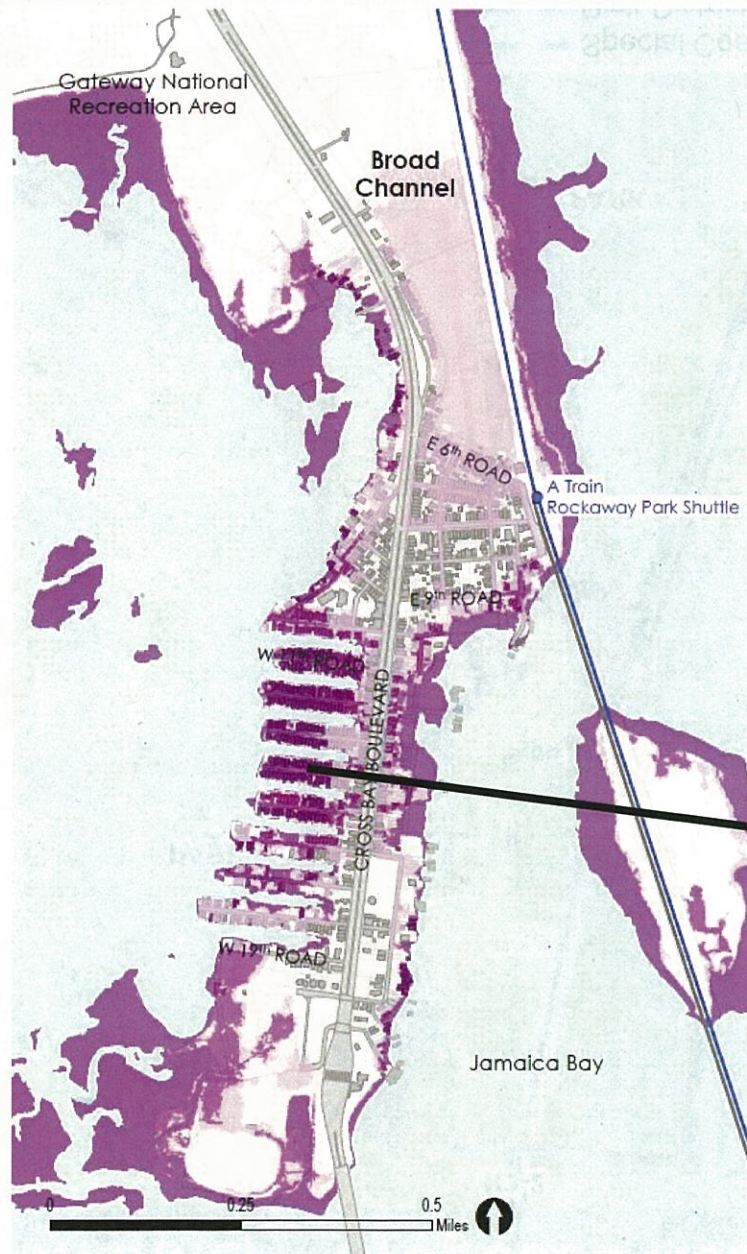 Gateway National
Recreation Area
Broad
Channel
E 6th ROAD
A Train
Rockaway Park Shuttle
E 9th ROAD
W ROAD
CROSS BAY BOULEVARD
W 19th ROAD
Jamaica Bay
0
0.25
0.5
Miles